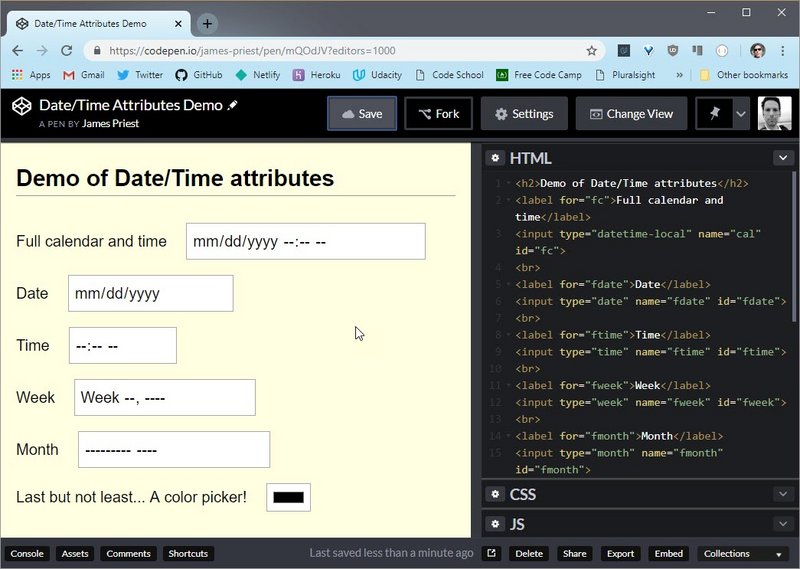 Date/Time Attributes Demo
https://codepen.io/james-priest/pen/mQOdJV?editors=1000
Apps Gmail Twitter GitHub Netlify Heroku Udacity Code School Free Code Camp Pluralsight » Other bookmarks
Date/Time Attributes Demo
A PEN BY James Priest
Save Fork Settings Change View
Demo of Date/Time attributes
Full calendar and time mm/dd/yyyy --:-- --
Date mm/dd/yyyy
Time --:-- --
Week Week --, ----
Month --------- ----
Last but not least... A color picker!
HTML
1 <h2>Demo of Date/Time attributes</h2>
2 <label for="fc">Full calendar and
time</label>
3 <input type="datetime-local" name="cal"
id="fc">
4 <br>
5 <label for="fdate">Date</label>
6 <input type="date" name="fdate" id="fdate">
7 <br>
8 <label for="ftime">Time</label>
9 <input type="time" name="ftime" id="ftime">
10 <br>
11 <label for="fweek">Week</label>
12 <input type="week" name="fweek" id="fweek">
13 <br>
14 <label for="fmonth">Month</label>
15 <input type="month" name="fmonth"
id="fmonth">
CSS
JS
Console Assets Comments Shortcuts Last saved less than a minute ago Delete Share Export Embed Collections